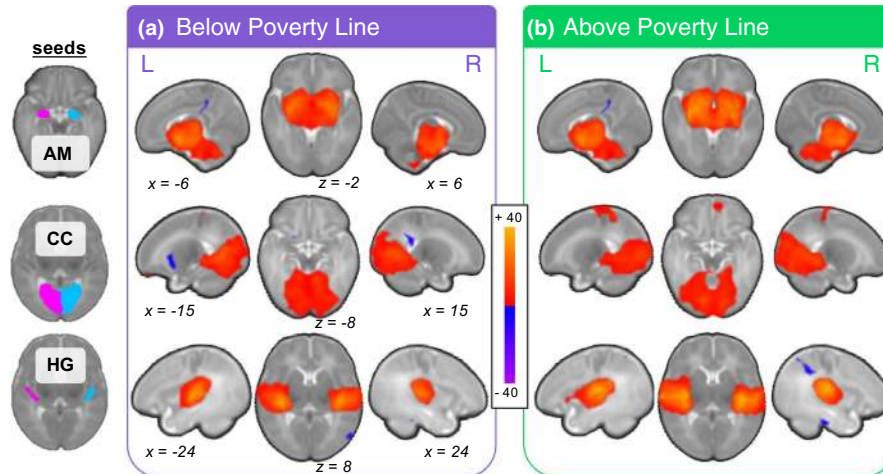 seeds
(a) Below Poverty Line
(b) Above Poverty Line
L R
L R
AM
x = -6 z = -2 x = 6
CC
x = -15 z = -8 x = 15
+ 40
- 40
HG
x = -24 z = 8 x = 24